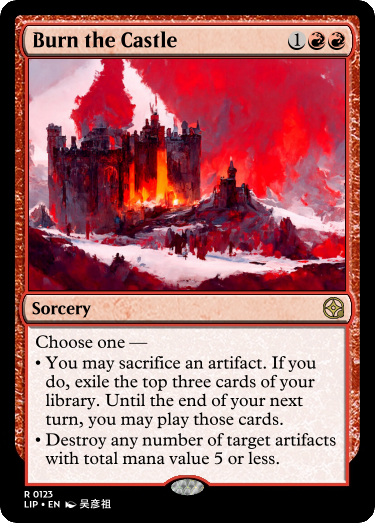 Burn the Castle 1
Sorcery
Choose one —
• You may sacrifice an artifact. If you
do, exile the top three cards of your
library. Until the end of your next
turn, you may play those cards.
• Destroy any number of target artifacts
with total mana value 5 or less.
R 0123
LIP • EN 吴彦祖